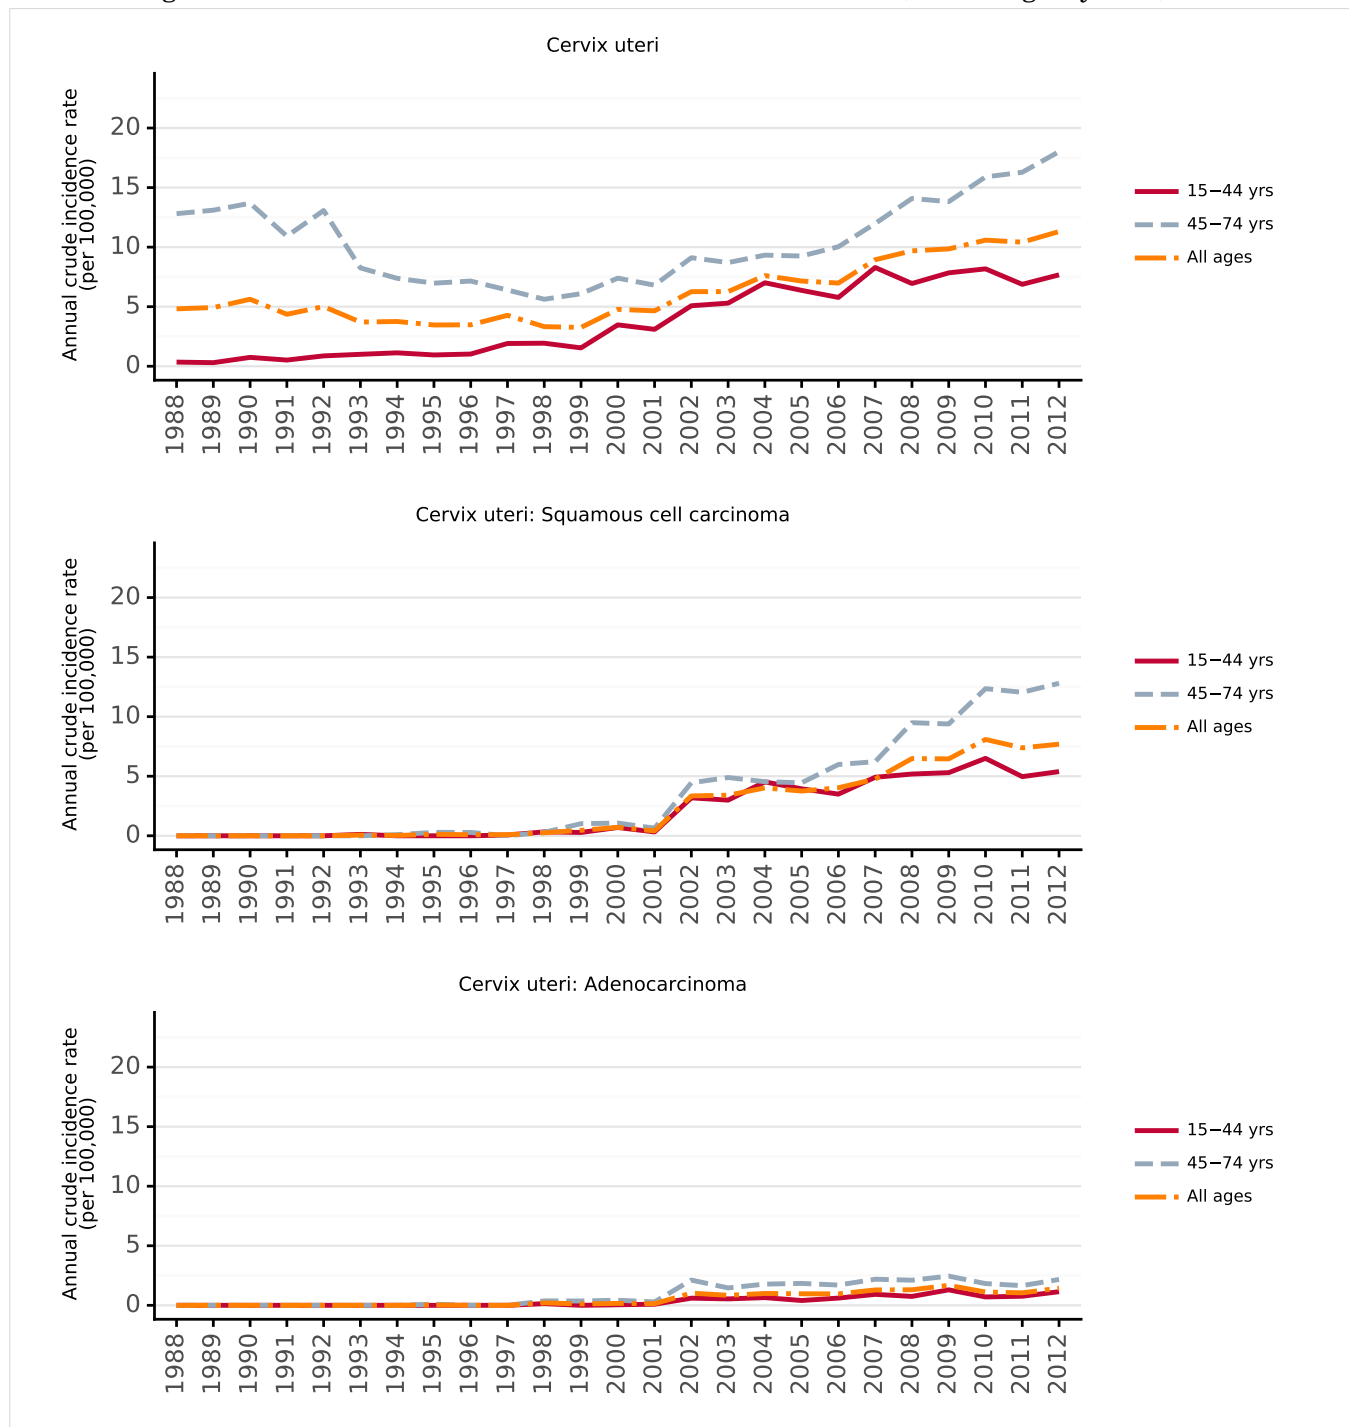 Cervix uteri
Annual crude incidence rate
(per 100,000)
20
15
10
5
0
1988 1989 1990 1991 1992 1993 1994 1995 1996 1997 1998 1999 2000 2001 2002 2003 2004 2005 2006 2007 2008 2009 2010 2011 2012
15−44 yrs
45−74 yrs
All ages
Cervix uteri: Squamous cell carcinoma
Annual crude incidence rate
(per 100,000)
20
15
10
5
0
1988 1989 1990 1991 1992 1993 1994 1995 1996 1997 1998 1999 2000 2001 2002 2003 2004 2005 2006 2007 2008 2009 2010 2011 2012
15−44 yrs
45−74 yrs
All ages
Cervix uteri: Adenocarcinoma
Annual crude incidence rate
(per 100,000)
20
15
10
5
0
1988 1989 1990 1991 1992 1993 1994 1995 1996 1997 1998 1999 2000 2001 2002 2003 2004 2005 2006 2007 2008 2009 2010 2011 2012
15−44 yrs
45−74 yrs
All ages